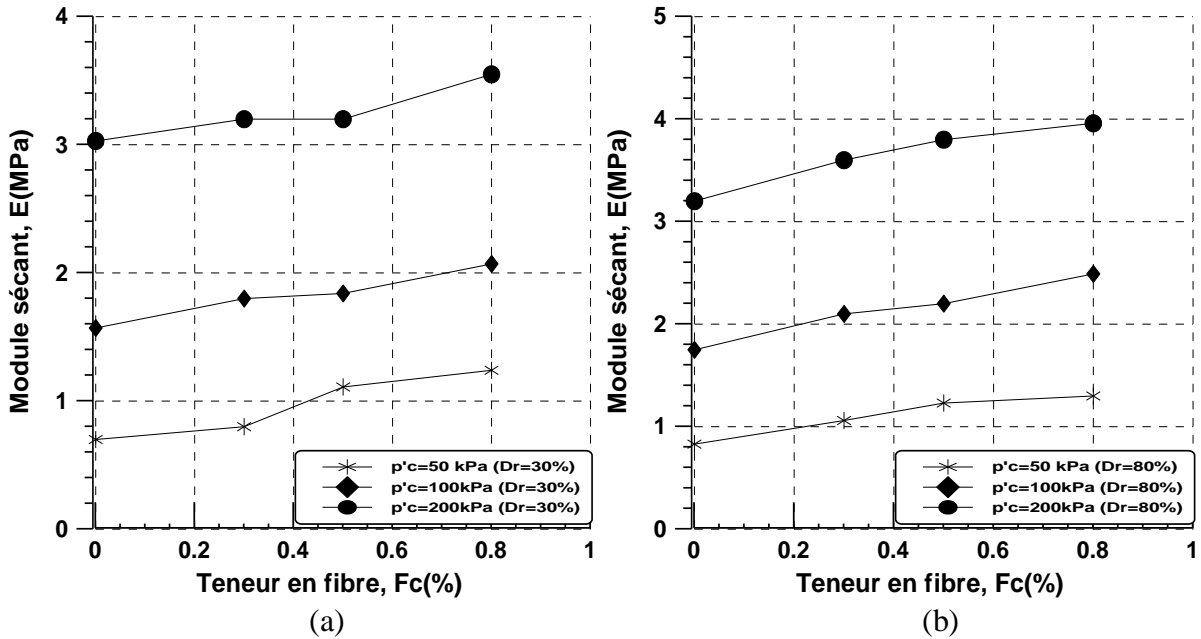 4
3
2
1
0
Module sécant, E(MPa)
p'c=50 kPa (Dr=30%)
p'c=100kPa (Dr=30%)
p'c=200kPa (Dr=30%)
0 0.2 0.4 0.6 0.8 1
Teneur en fibre, Fc(%)
(a)
5
4
3
2
1
0
Module sécant, E(MPa)
p'c=50 kPa (Dr=80%)
p'c=100kPa (Dr=80%)
p'c=200kPa (Dr=80%)
0 0.2 0.4 0.6 0.8 1
Teneur en fibre, Fc(%)
(b)